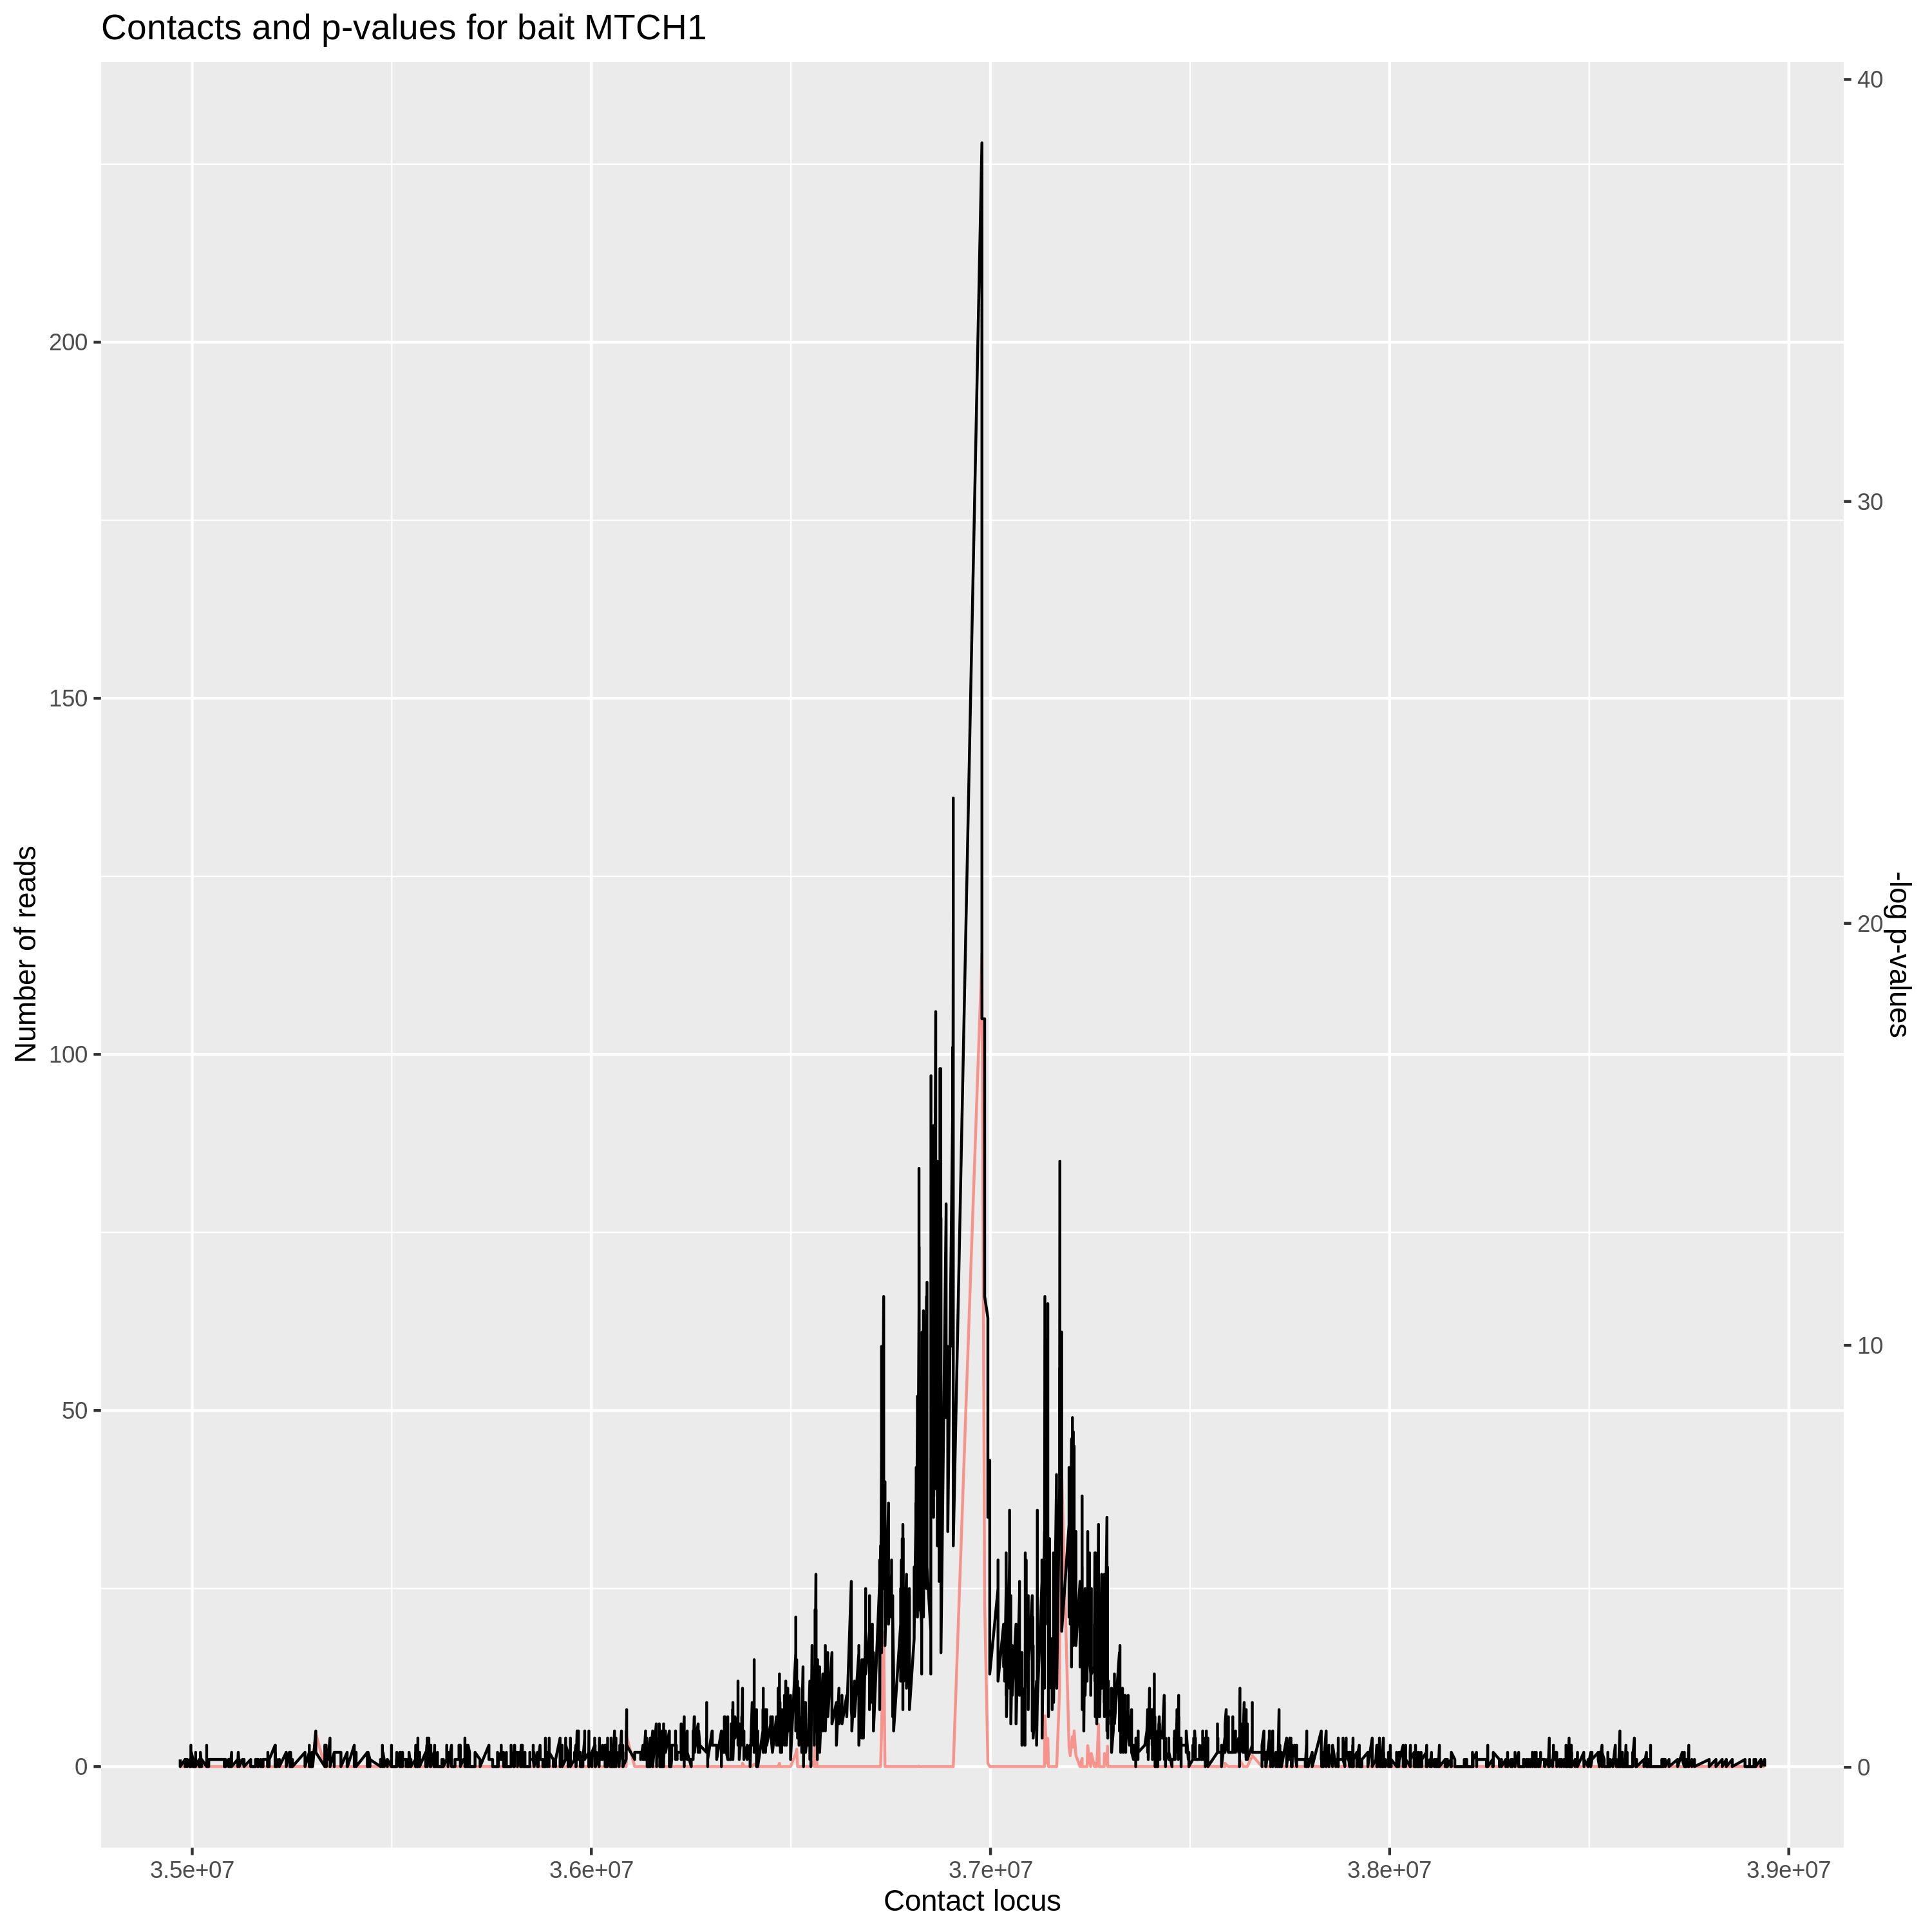 Contacts and p-values for bait MTCH1
40
30
20
10
0
-log p-values
200
150
100
50
0
Number of reads
3.5e+07 3.6e+07 3.7e+07 3.8e+07 3.9e+07
Contact locus